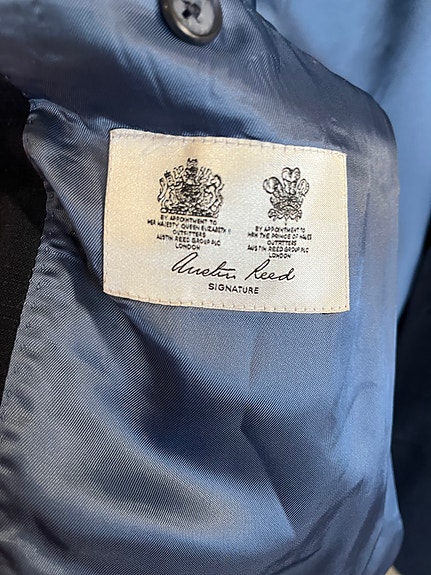 BY APPOINTMENT TO
HER MAJESTY QUEEN ELIZABETH II
OUTFITTERS
AUSTIN REED GROUP PLC
LONDON
BY APPOINTMENT TO
HRH THE PRINCE OF WALES
OUTFITTERS
AUSTIN REED GROUP PLC
LONDON
Austin Reed
SIGNATURE